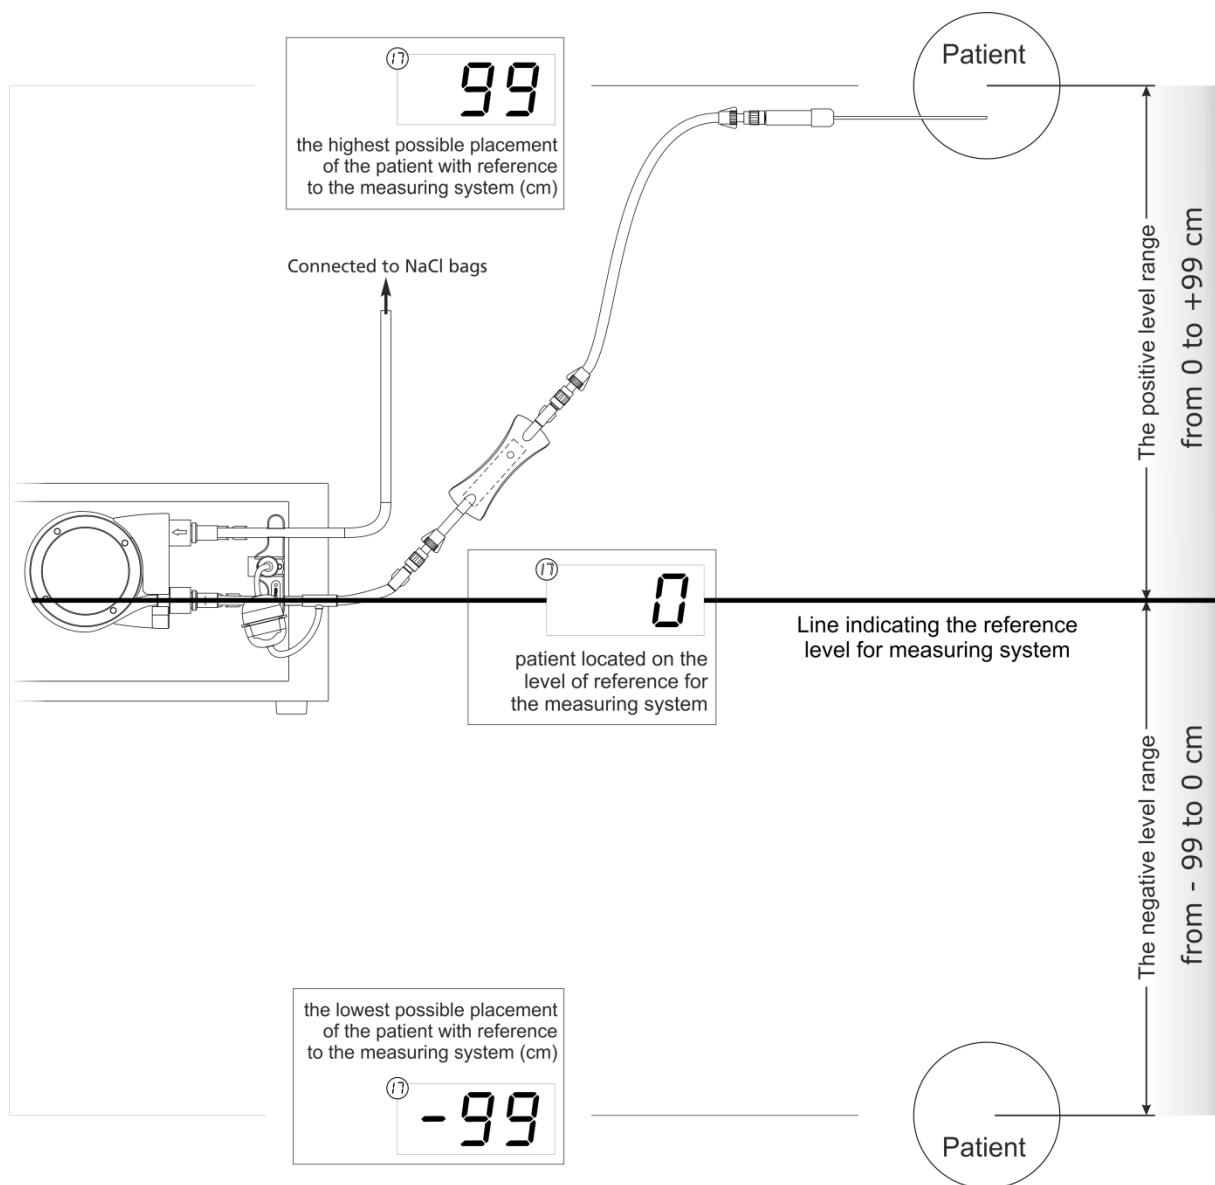 Patient
17
99
the highest possible placement
of the patient with reference
to the measuring system (cm)
Connected to NaCl bags
The positive level range
from 0 to +99 cm
17
0
patient located on the
level of reference for
the measuring system
Line indicating the reference
level for measuring system
The negative level range
from - 99 to 0 cm
the lowest possible placement
of the patient with reference
to the measuring system (cm)
17
-99
Patient